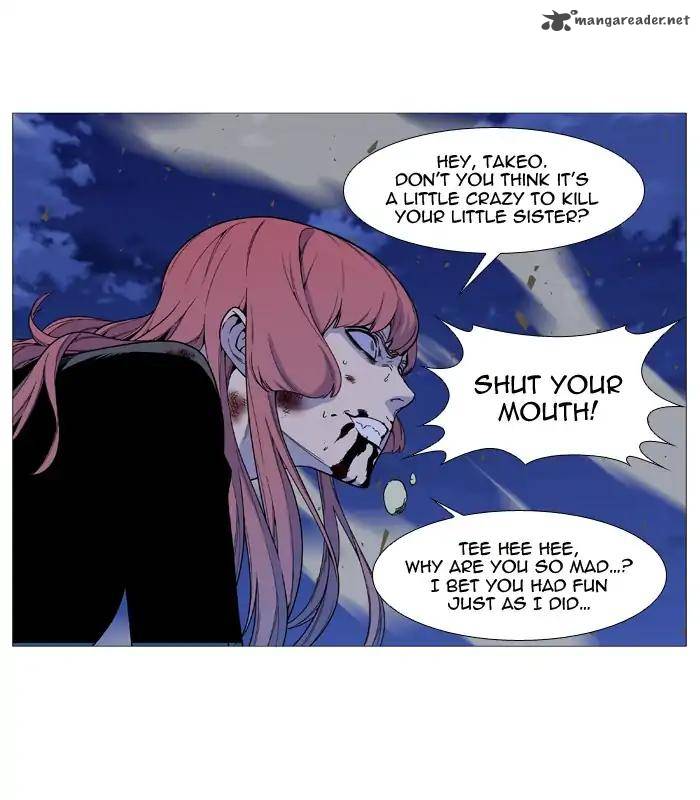 mangareader.net
HEY, TAKEO.
DON'T YOU THINK IT'S
A LITTLE CRAZY TO KILL
YOUR LITTLE SISTER?
SHUT YOUR
MOUTH!
TEE HEE HEE,
WHY ARE YOU SO MAD...?
I BET YOU HAD FUN
JUST AS I DID...